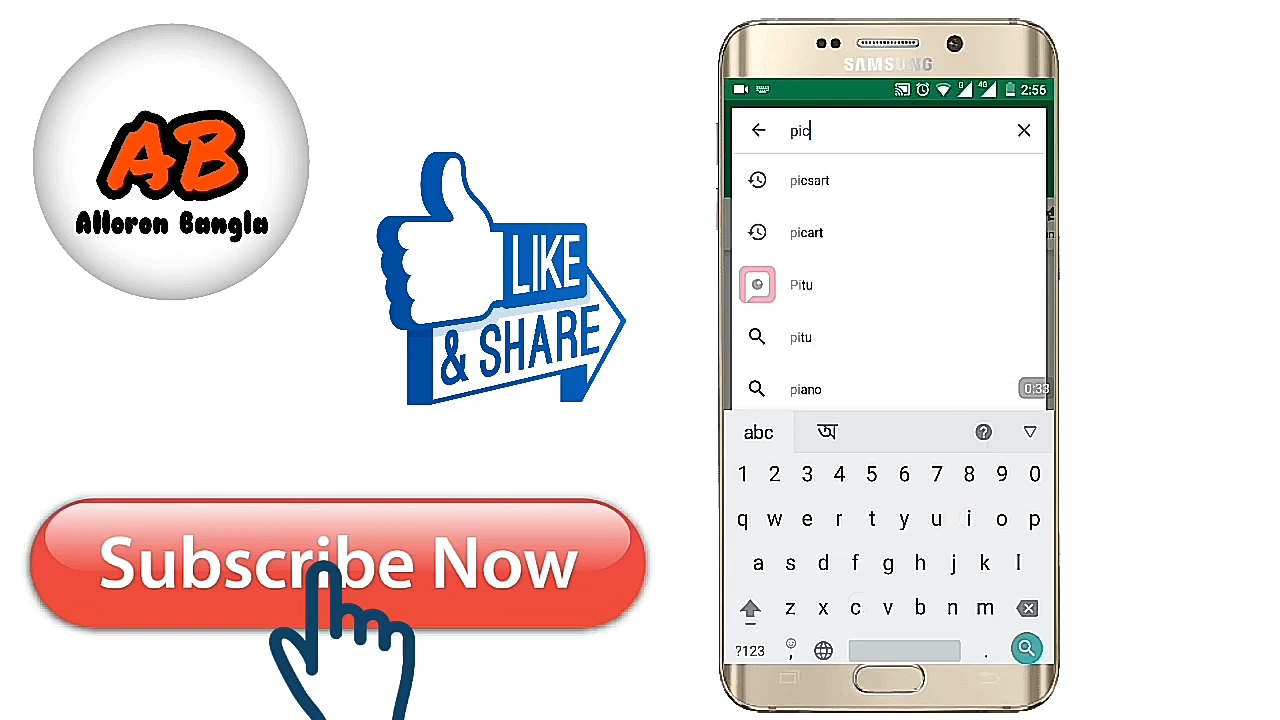 AB
Alloron Bangla
LIKE
& SHARE
Subscribe Now
SAMSUNG
4G 2:56
pic
picsart
picart
Pitu
pitu
piano
0:33
abc অ
1 2 3 4 5 6 7 8 9 0
q w e r t y u i o p
a s d f g h j k l
z x c v b n m
?123 , .